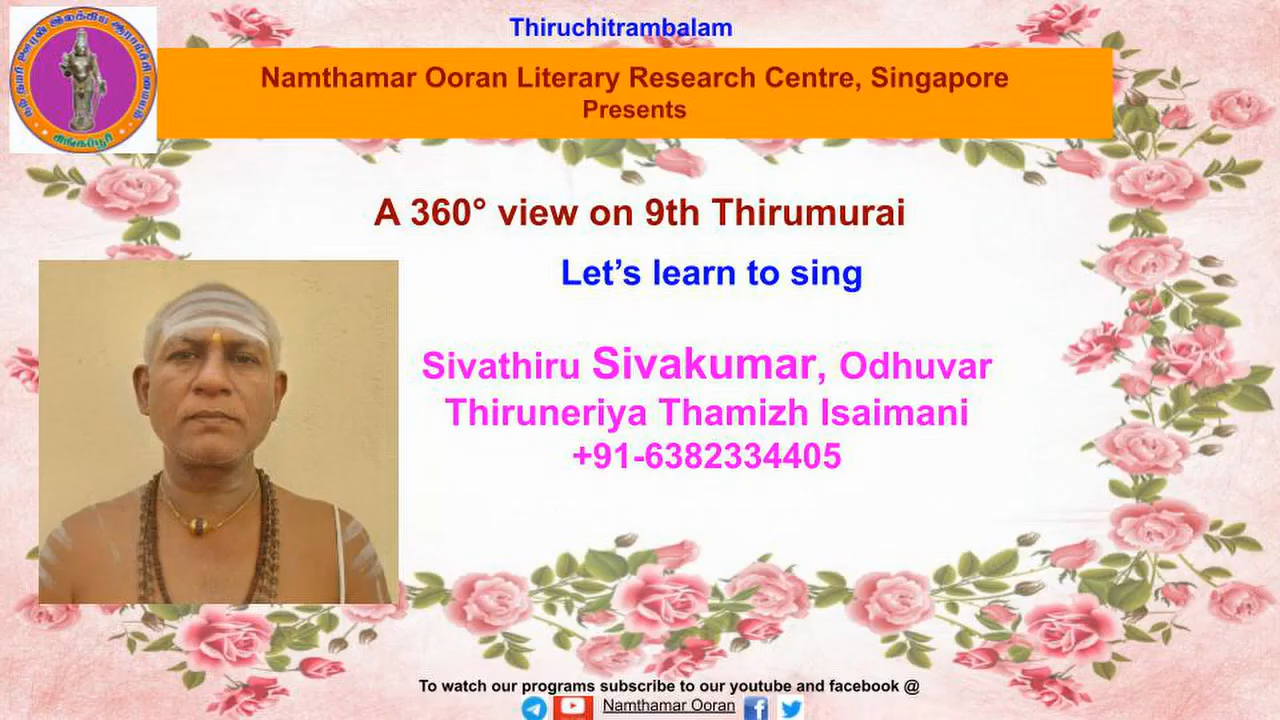 Thiruchitrambalam
Namthamar Ooran Literary Research Centre, Singapore
Presents
A 360° view on 9th Thirumurai
Let’s learn to sing
Sivathiru Sivakumar, Odhuvar
Thiruneriya Thamizh Isaimani
+91-6382334405
To watch our programs subscribe to our youtube and facebook @
Namthamar Ooran